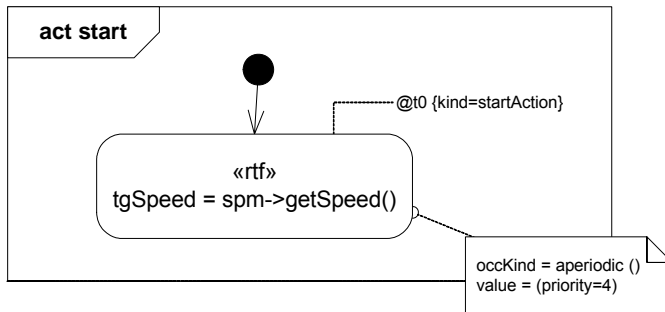 act start
@t0 {kind=startAction}
«rtf»
tgSpeed = spm->getSpeed()
occKind = aperiodic ()
value = (priority=4)